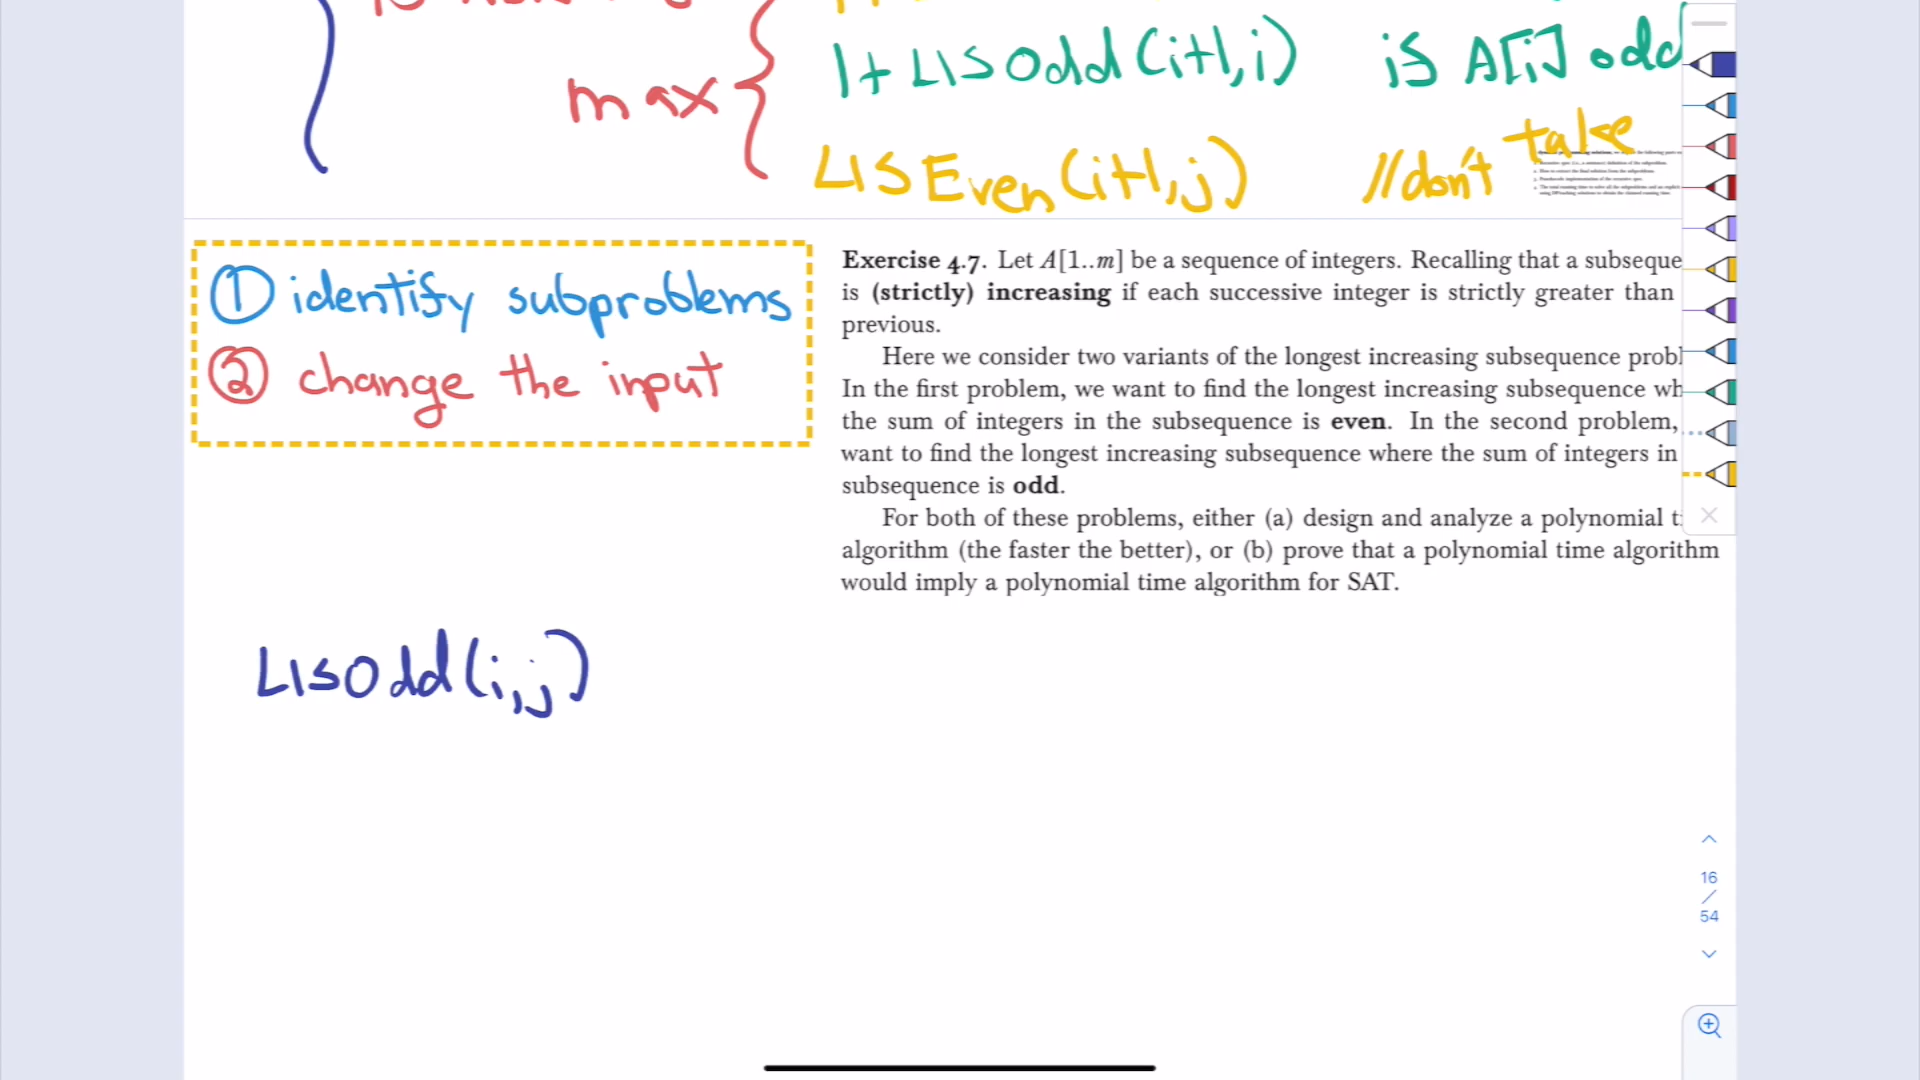 1+ LISOdd(i+1,i) is A[i] odd
max
LISEven(i+1,j) //don't take
① identify subproblems
② change the input
Exercise 4.7. Let A[1..m] be a sequence of integers. Recalling that a subseque
is (strictly) increasing if each successive integer is strictly greater than
previous.
Here we consider two variants of the longest increasing subsequence probl
In the first problem, we want to find the longest increasing subsequence wh
the sum of integers in the subsequence is even. In the second problem,
want to find the longest increasing subsequence where the sum of integers in
subsequence is odd.
For both of these problems, either (a) design and analyze a polynomial t
algorithm (the faster the better), or (b) prove that a polynomial time algorithm
would imply a polynomial time algorithm for SAT.
LISOdd(i,j)
16
/
54